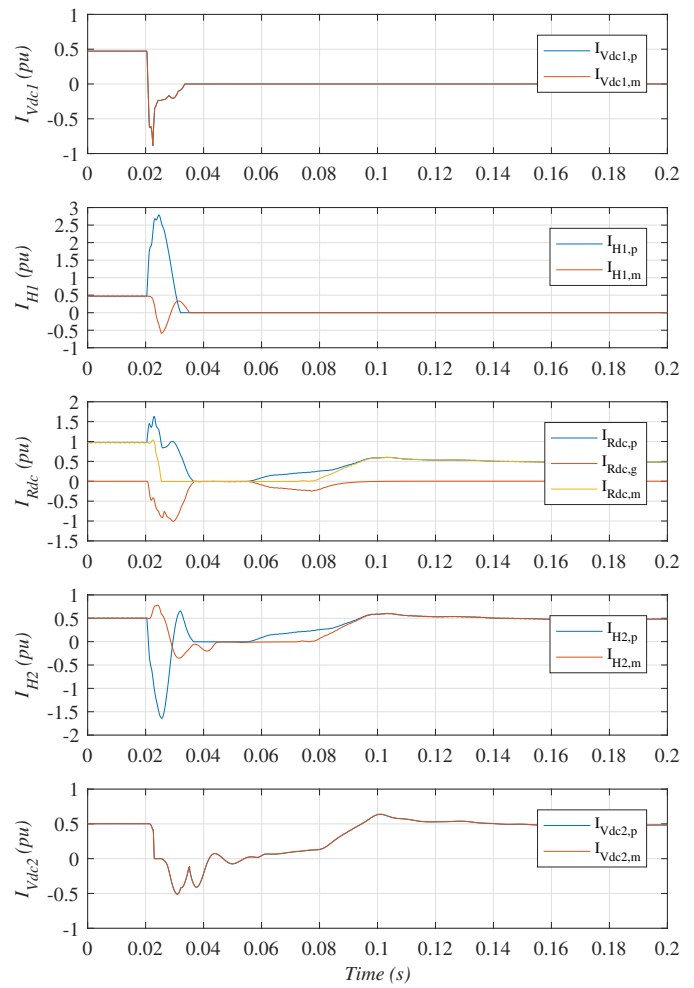 1
0.5
0
-0.5
-1
I_Vdc1 (pu)
I_Vdc1,p
I_Vdc1,m
0 0.02 0.04 0.06 0.08 0.1 0.12 0.14 0.16 0.18 0.2
3
2.5
2
1.5
1
0.5
0
-0.5
-1
I_H1 (pu)
I_H1,p
I_H1,m
0 0.02 0.04 0.06 0.08 0.1 0.12 0.14 0.16 0.18 0.2
2
1.5
1
0.5
0
-0.5
-1
-1.5
I_Rdc (pu)
I_Rdc,p
I_Rdc,g
I_Rdc,m
0 0.02 0.04 0.06 0.08 0.1 0.12 0.14 0.16 0.18 0.2
1
0.5
0
-0.5
-1
-1.5
-2
I_H2 (pu)
I_H2,p
I_H2,m
0 0.02 0.04 0.06 0.08 0.1 0.12 0.14 0.16 0.18 0.2
1
0.5
0
-0.5
-1
I_Vdc2 (pu)
I_Vdc2,p
I_Vdc2,m
0 0.02 0.04 0.06 0.08 0.1 0.12 0.14 0.16 0.18 0.2
Time (s)